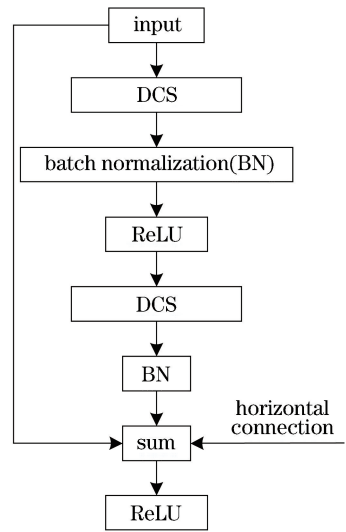 input
DCS
batch normalization(BN)
ReLU
DCS
BN
horizontal
connection
sum
ReLU